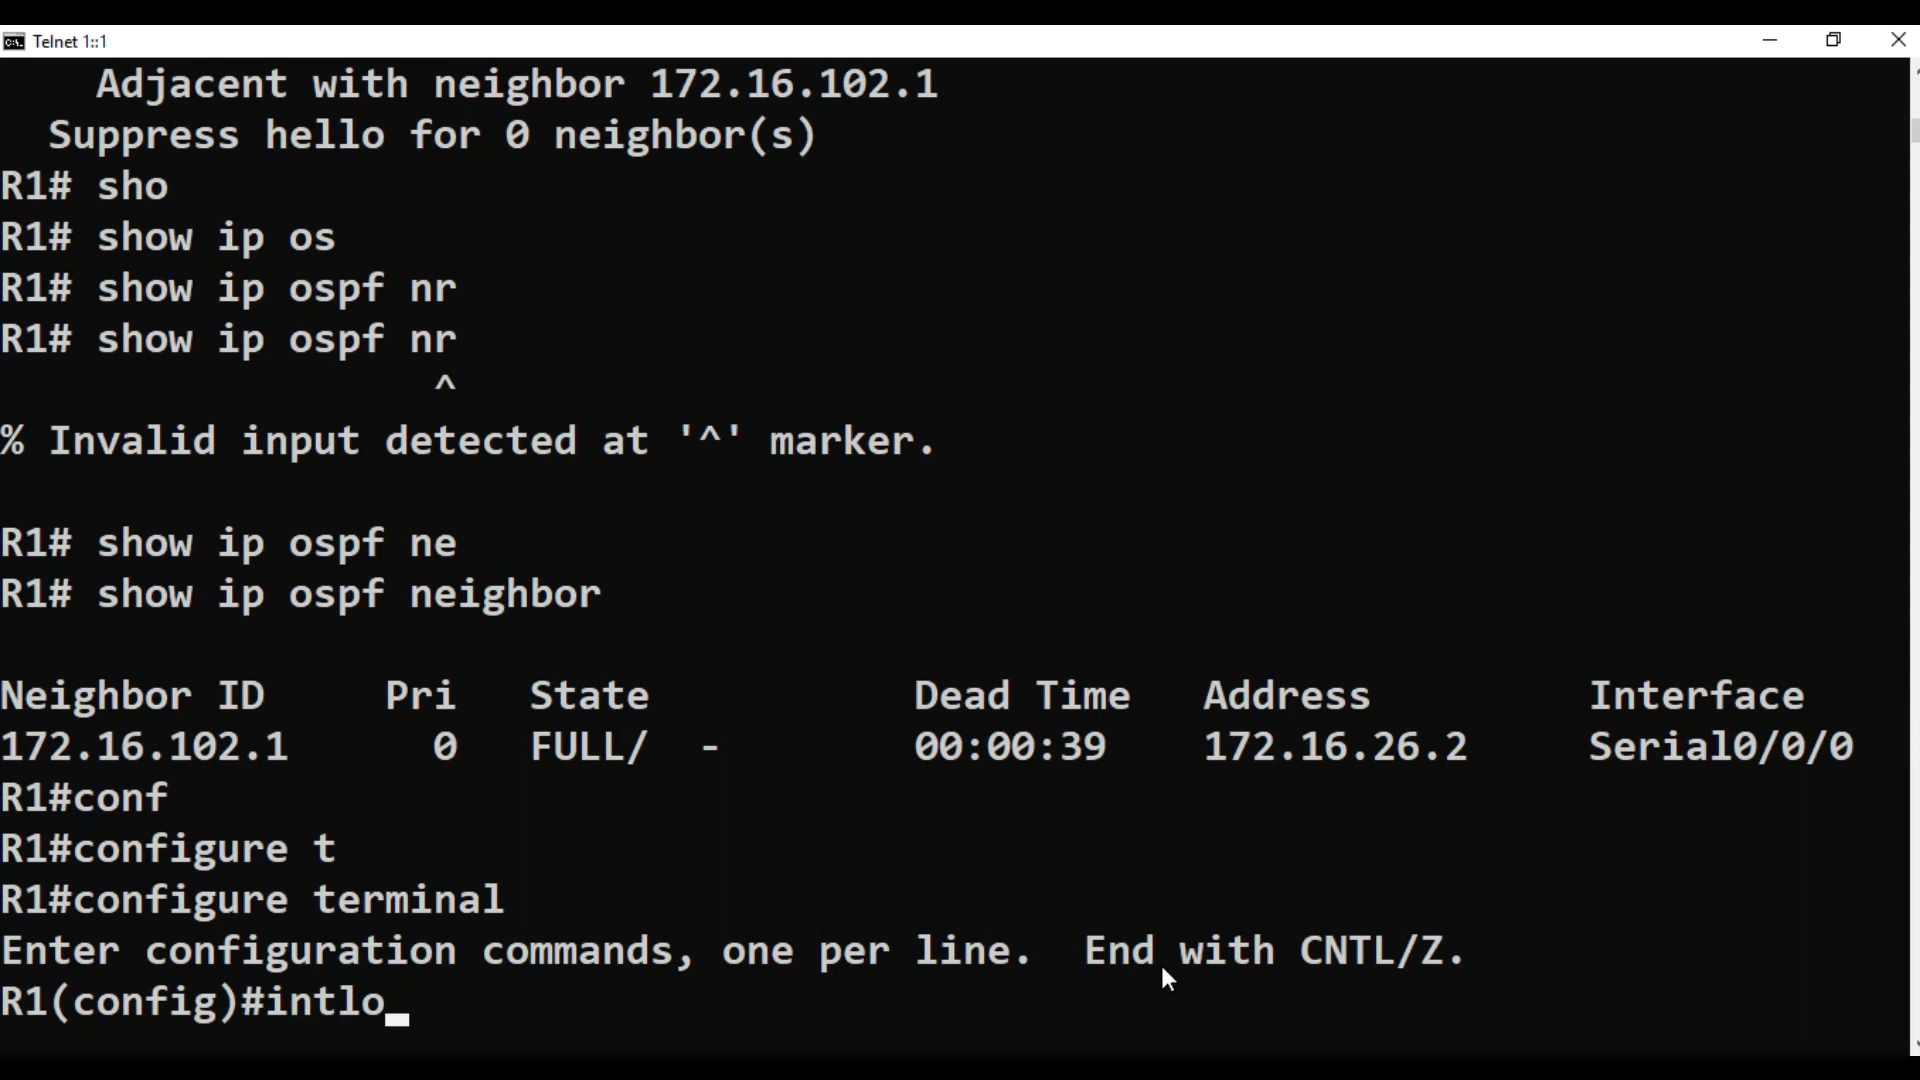 Telnet 1::1
Adjacent with neighbor 172.16.102.1
Suppress hello for 0 neighbor(s)
R1# sho
R1# show ip os
R1# show ip ospf nr
R1# show ip ospf nr
^
% Invalid input detected at '^' marker.
R1# show ip ospf ne
R1# show ip ospf neighbor
Neighbor ID Pri State Dead Time Address Interface
172.16.102.1 0 FULL/ - 00:00:39 172.16.26.2 Serial0/0/0
R1#conf
R1#configure t
R1#configure terminal
Enter configuration commands, one per line. End with CNTL/Z.
R1(config)#intlo_